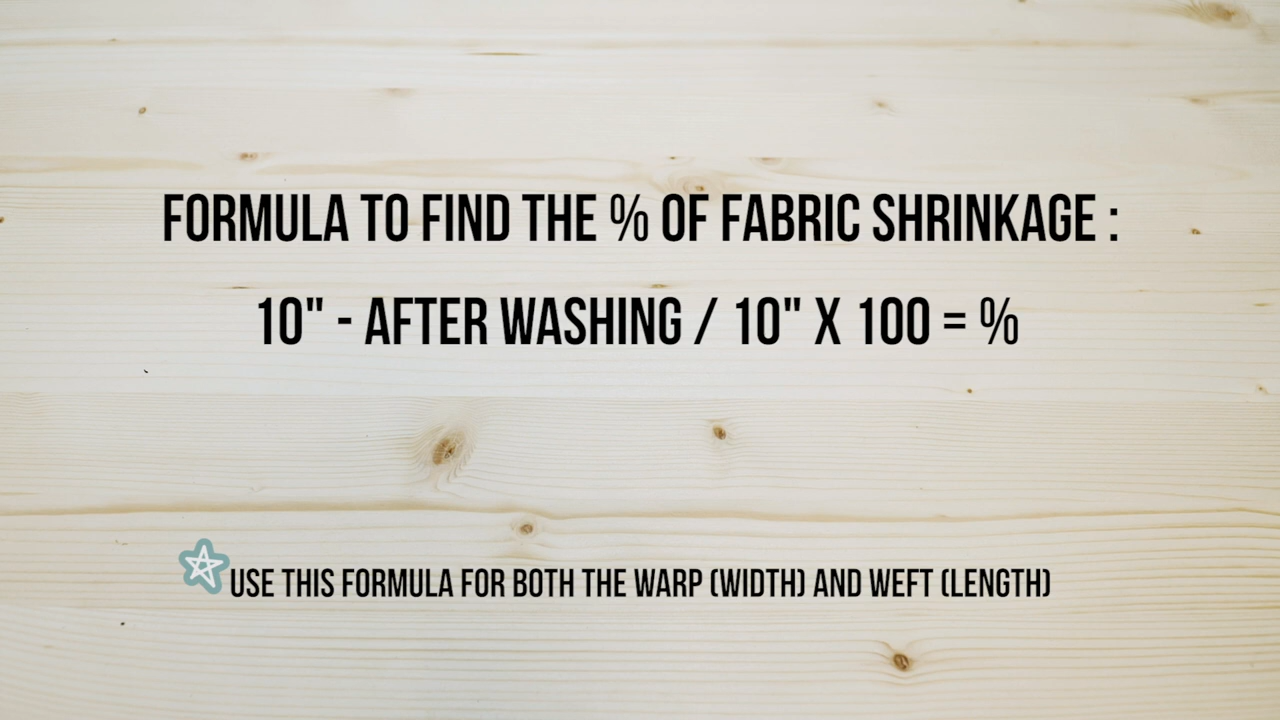 FORMULA TO FIND THE % OF FABRIC SHRINKAGE :
10" - AFTER WASHING / 10" X 100 = %
USE THIS FORMULA FOR BOTH THE WARP (WIDTH) AND WEFT (LENGTH)